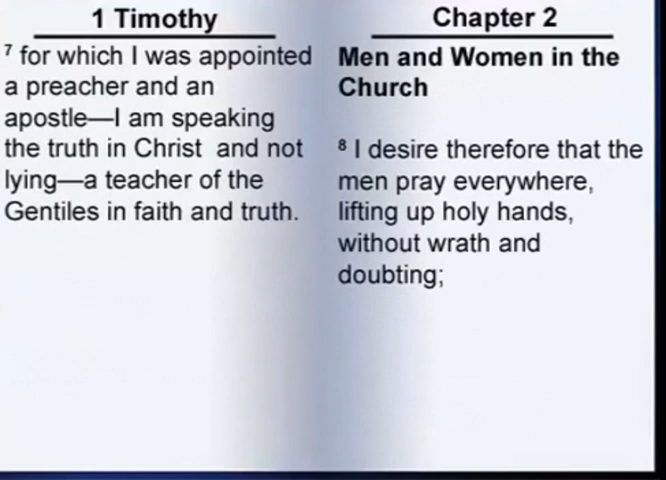 1 Timothy
7 for which I was appointed
a preacher and an
apostle—I am speaking
the truth in Christ and not
lying—a teacher of the
Gentiles in faith and truth.
Chapter 2
Men and Women in the
Church
8 I desire therefore that the
men pray everywhere,
lifting up holy hands,
without wrath and
doubting;